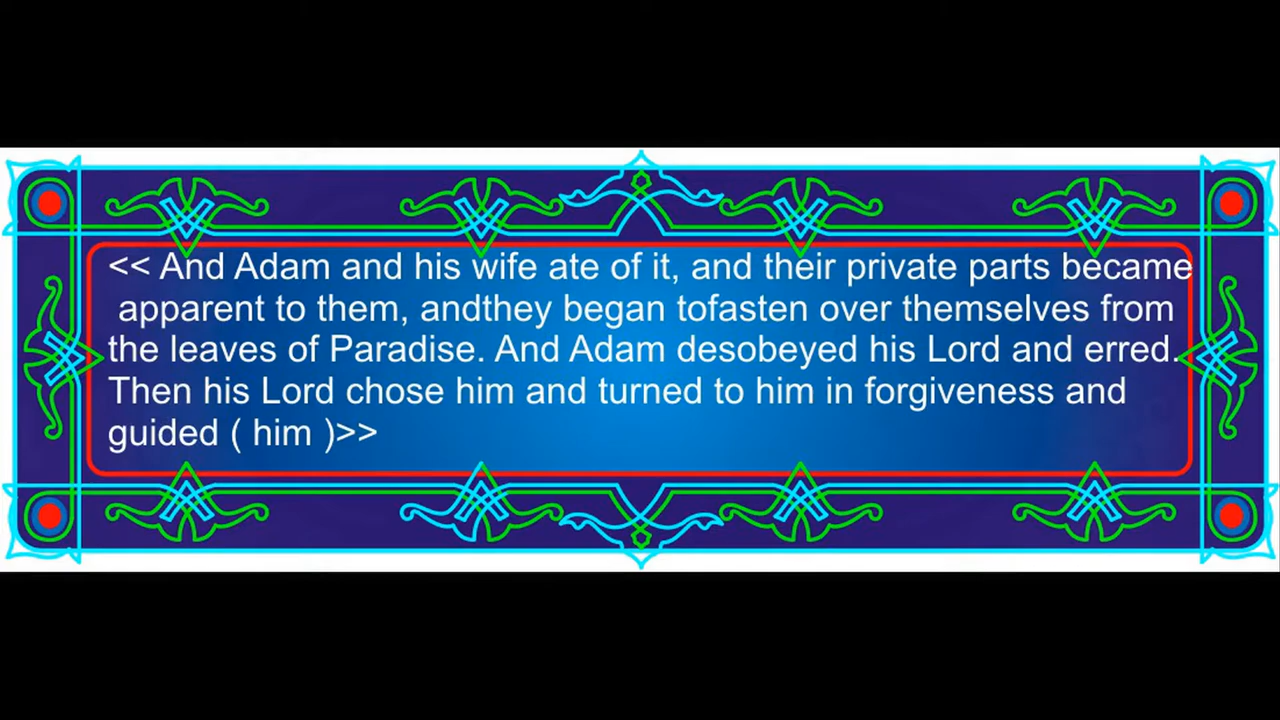 << And Adam and his wife ate of it, and their private parts became
apparent to them, andthey began tofasten over themselves from
the leaves of Paradise. And Adam desobeyed his Lord and erred.
Then his Lord chose him and turned to him in forgiveness and
guided ( him )>>